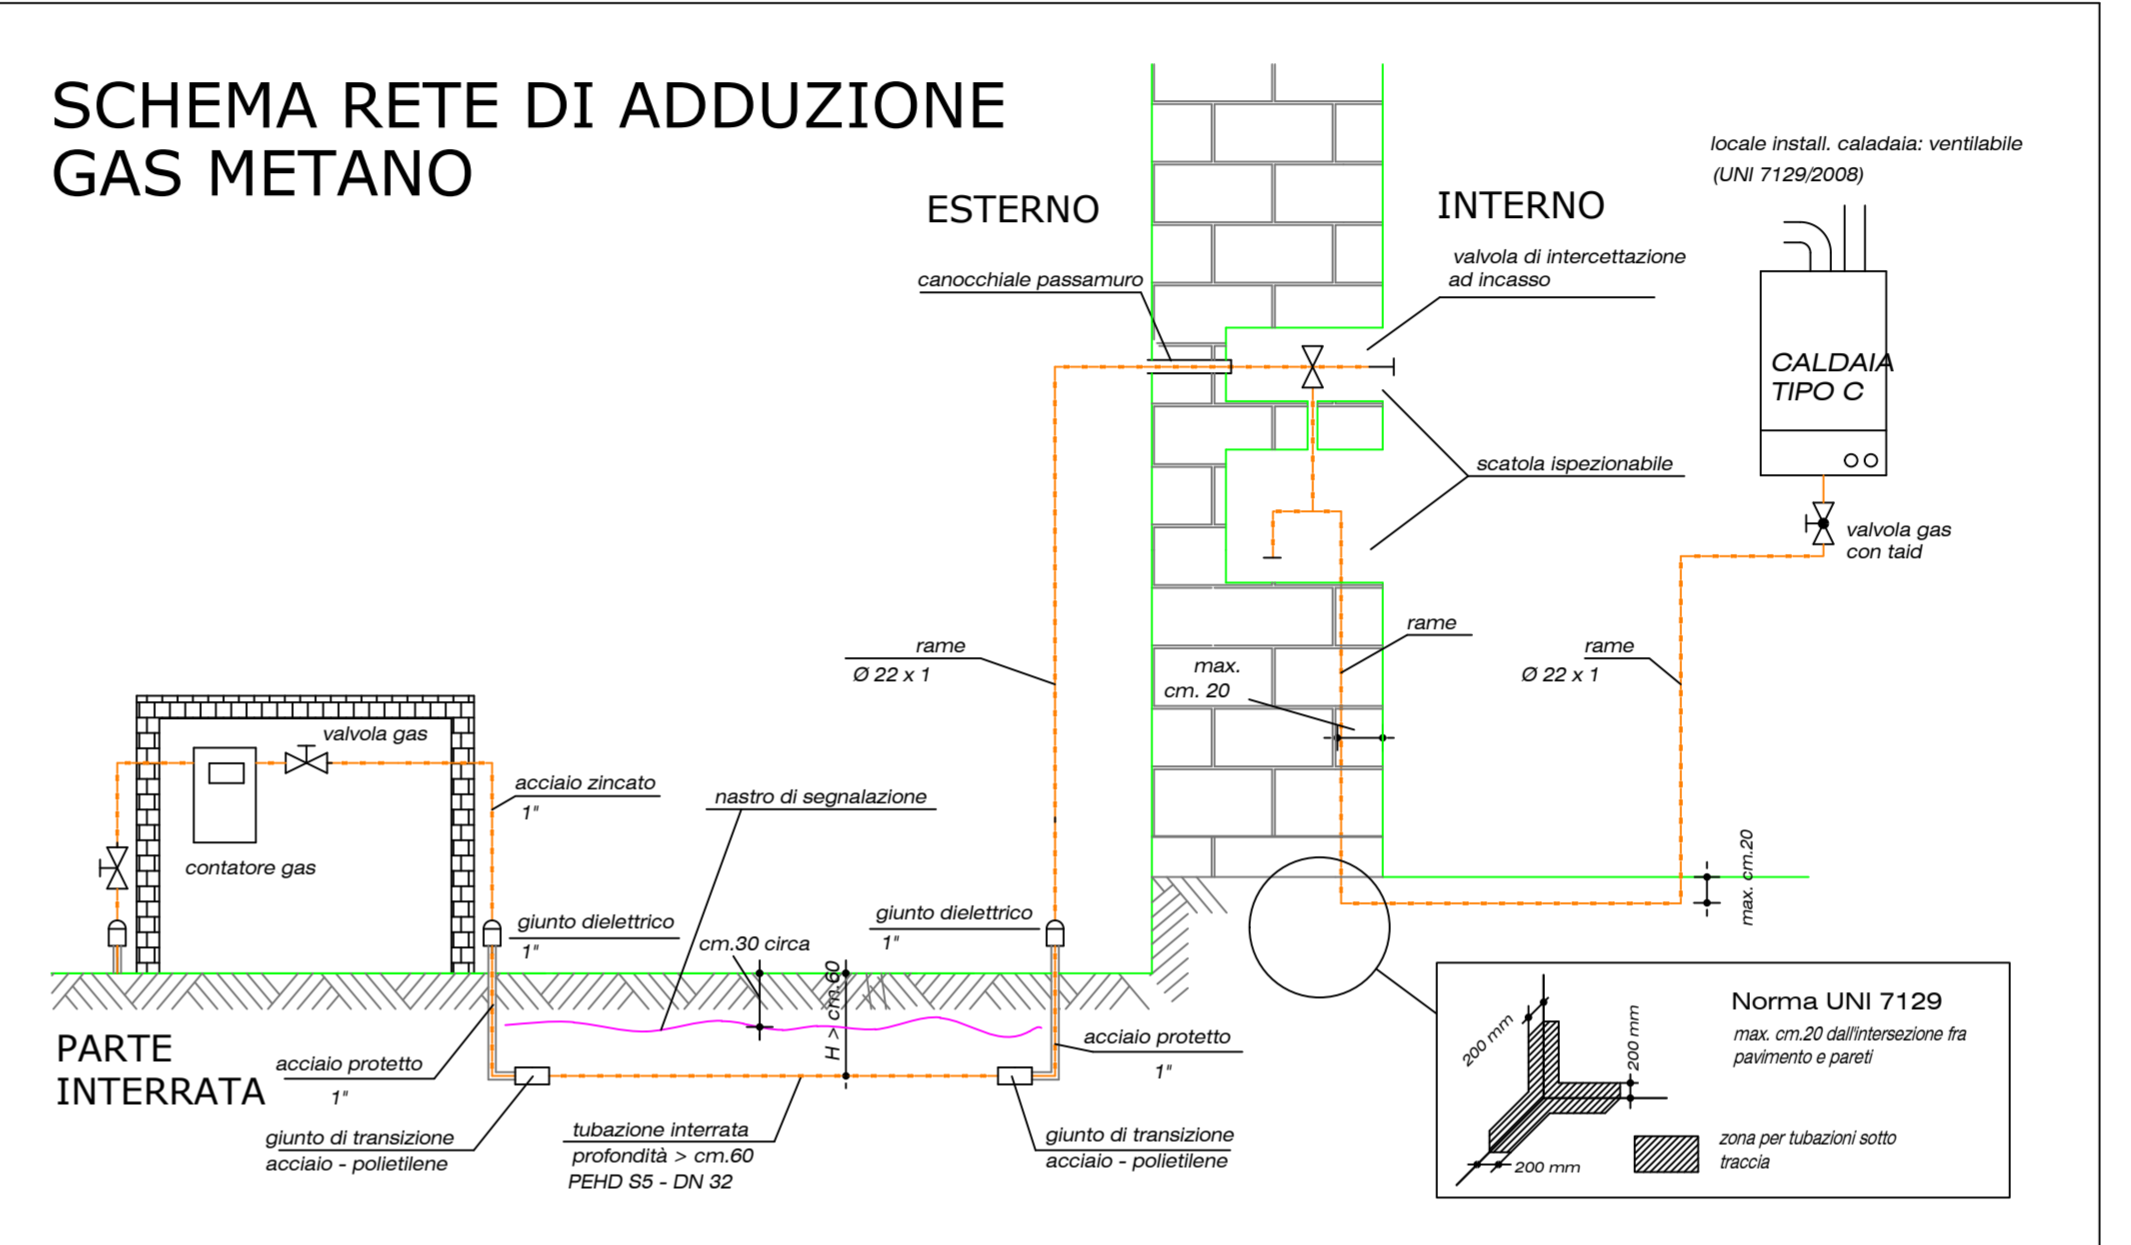 SCHEMA RETE DI ADDUZIONE
GAS METANO
ESTERNO
INTERNO
locale install. caladaia: ventilabile
(UNI 7129/2008)
canocchiale passamuro
valvola di intercettazione
ad incasso
CALDAIA
TIPO C
scatola ispezionabile
valvola gas
con taid
rame
Ø 22 x 1
max.
cm. 20
rame
rame
Ø 22 x 1
max. cm.20
valvola gas
contatore gas
acciaio zincato
1"
nastro di segnalazione
giunto dielettrico
1"
cm.30 circa
H > cm.60
giunto dielettrico
1"
PARTE
INTERRATA
acciaio protetto
1"
giunto di transizione
acciaio - polietilene
tubazione interrata
profondità > cm.60
PEHD S5 - DN 32
acciaio protetto
1"
giunto di transizione
acciaio - polietilene
200 mm
200 mm
200 mm
Norma UNI 7129
max. cm.20 dall'intersezione fra
pavimento e pareti
zona per tubazioni sotto
traccia